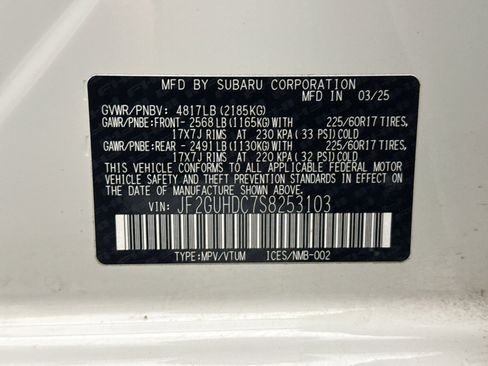 MFD BY SUBARU CORPORATION
MFD IN 03/25
GVWR/PNBV: 4817LB (2185KG)
GAWR/PNBE:FRONT- 2568LB (1165KG)WITH 225/60R17 TIRES,
17X7J RIMS AT 230 KPA (33 PSI)COLD
GAWR/PNBE:REAR - 2491LB (1130KG)WITH 225/60R17 TIRES,
17X7J RIMS AT 220 KPA (32 PSI)COLD
THIS VEHICLE CONFORMS TO ALL APPLICABLE FEDERAL MOTOR
VEHICLE SAFETY AND THEFT PREVENTION STANDARDS IN
EFFECT ON THE DATE OF MANUFACTURE SHOWN ABOVE.
VIN: JF2GUHDC7S8253103
TYPE:MPV/VTUM ICES/NMB-002